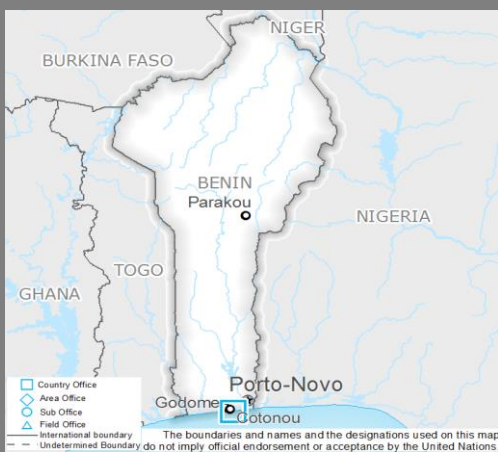 NIGER
BURKINA FASO
BENIN
Parakou
NIGERIA
TOGO
GHANA
Porto-Novo
Godome
Cotonou
Country Office
Area Office
Sub Office
Field Office
International boundary
Undetermined Boundary
The boundaries and names and the designations used on this map
do not imply official endorsement or acceptance by the United Nations.